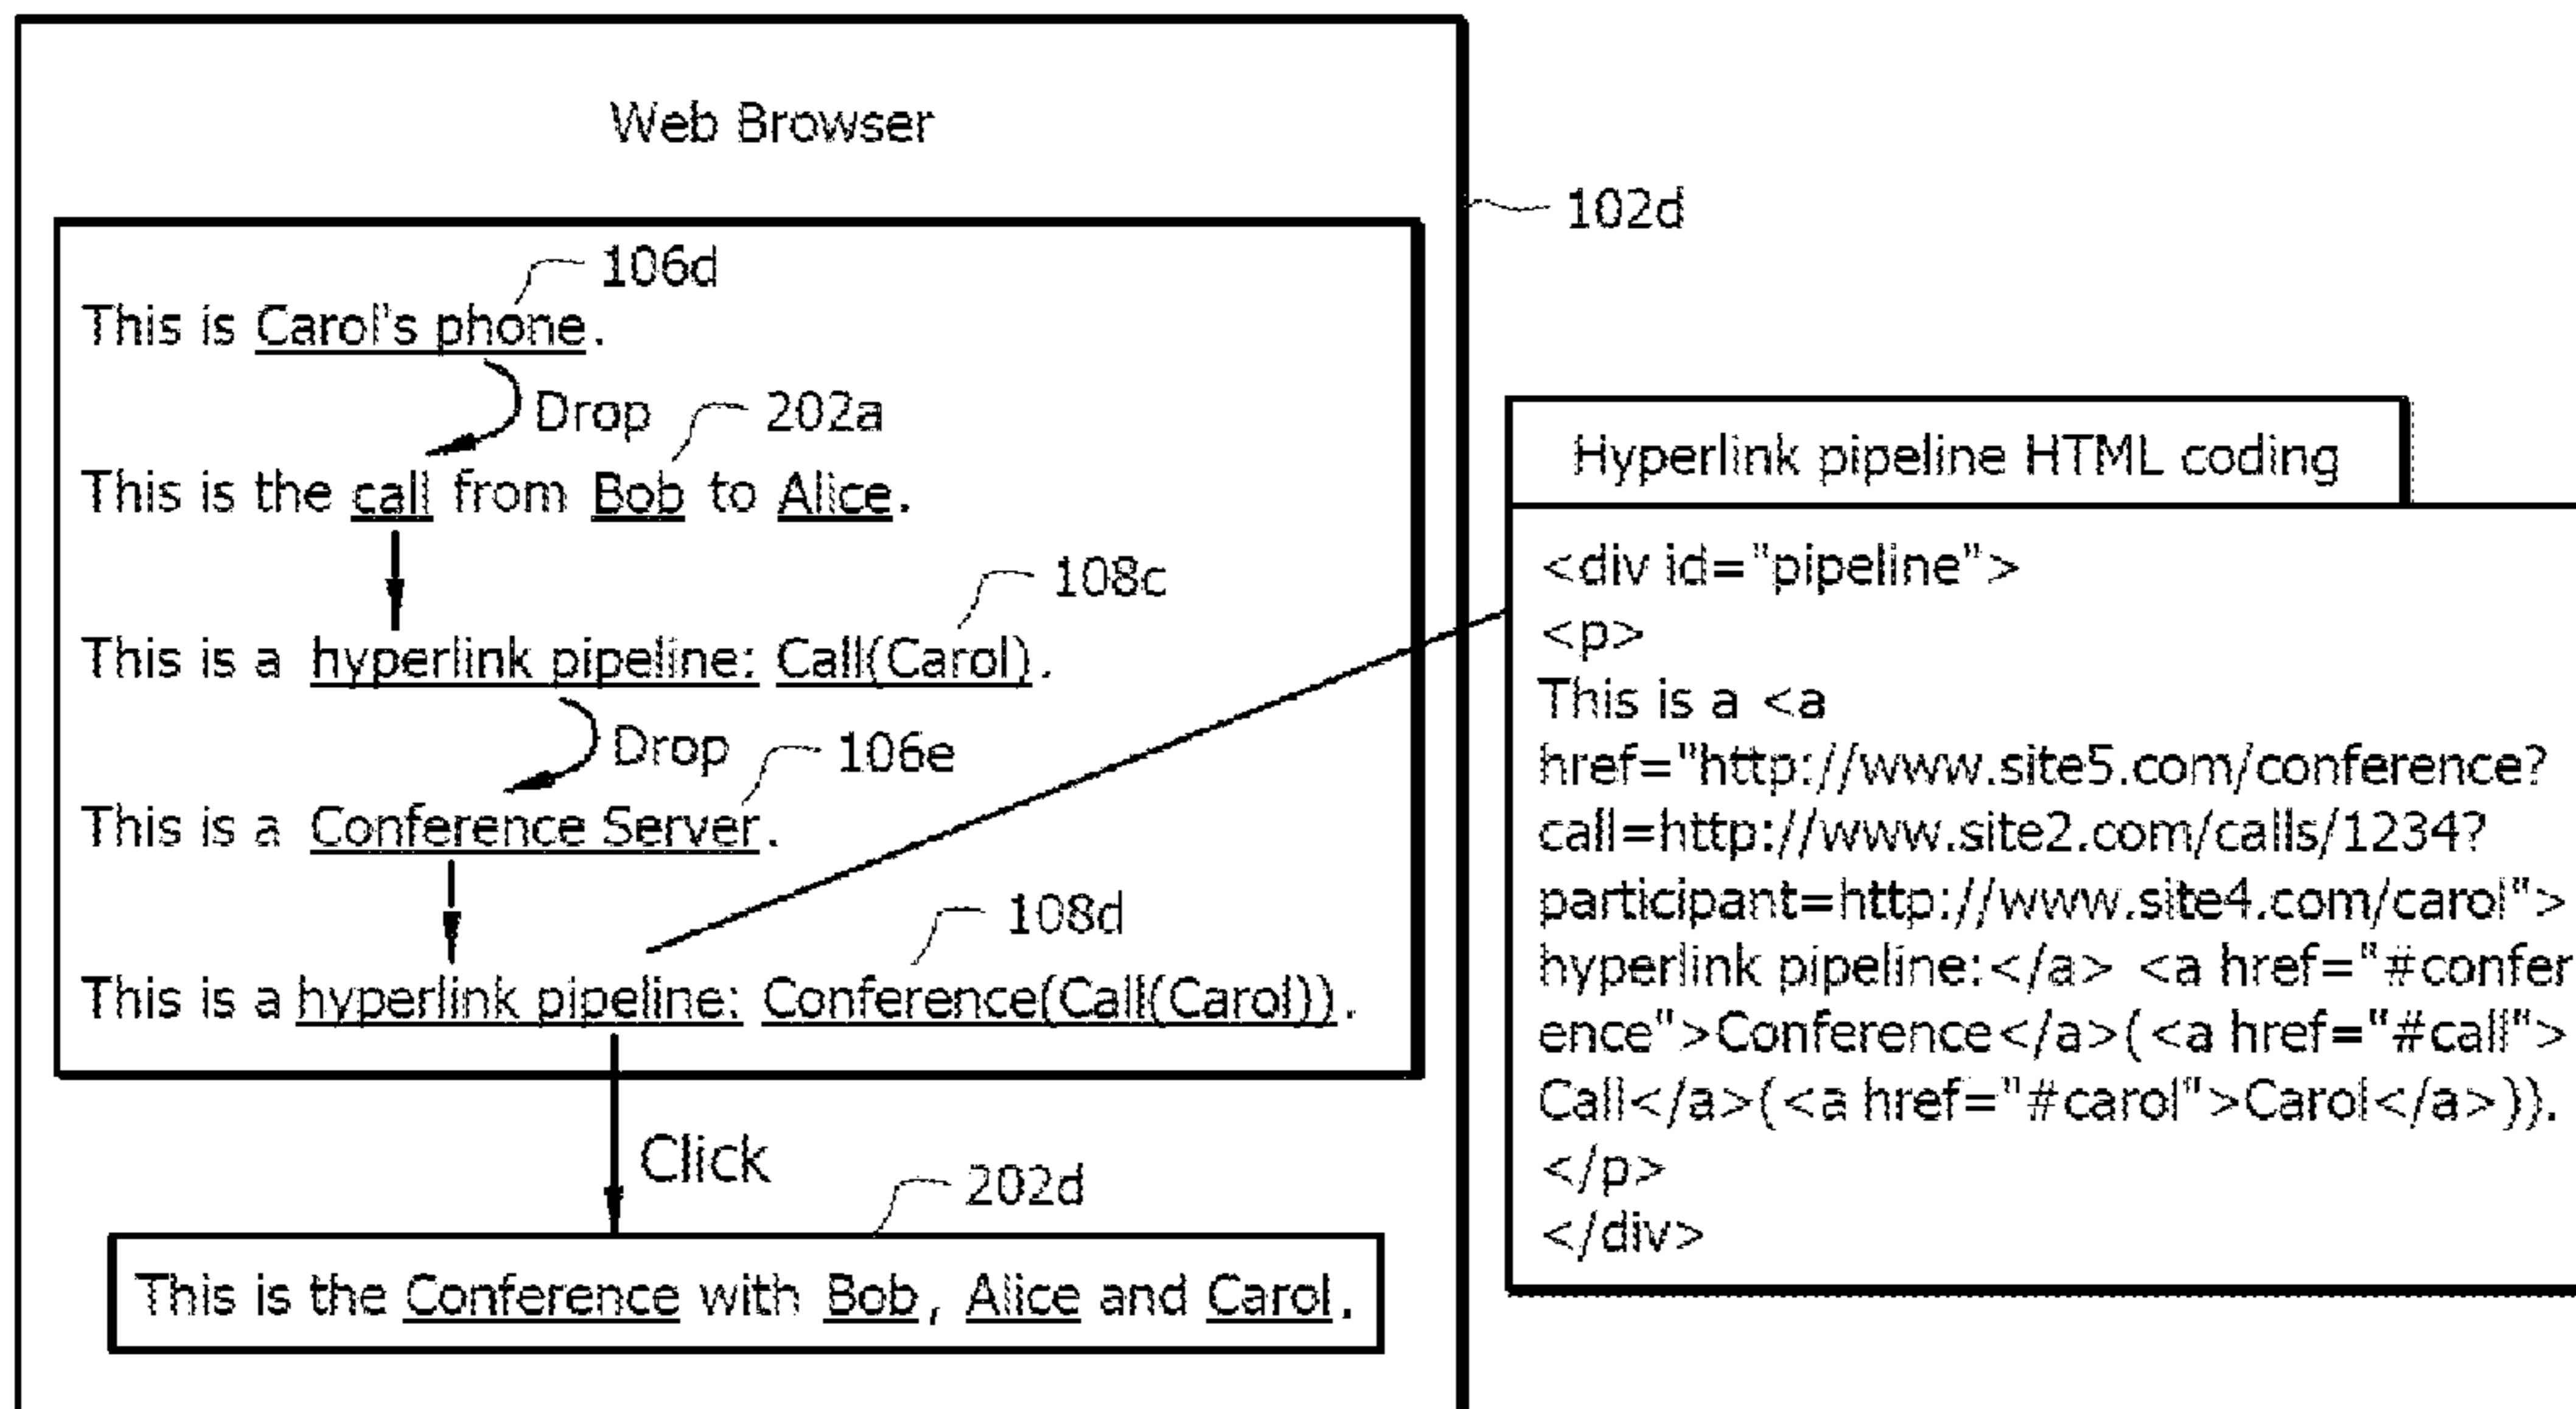 Web Browser
102d
106d
This is Carol's phone.
Drop
202a
This is the call from Bob to Alice.
108c
This is a hyperlink pipeline: Call(Carol).
Drop
106e
This is a Conference Server.
108d
This is a hyperlink pipeline: Conference(Call(Carol)).
Click
202d
This is the Conference with Bob, Alice and Carol.
Hyperlink pipeline HTML coding
<div id="pipeline">
<p>
This is a <a
href="http://www.site5.com/conference?
call=http://www.site2.com/calls/1234?
participant=http://www.site4.com/carol">
hyperlink pipeline:</a> <a href="#confer
ence">Conference</a>(<a href="#call">
Call</a>(<a href="#carol">Carol</a>)).
</p>
</div>